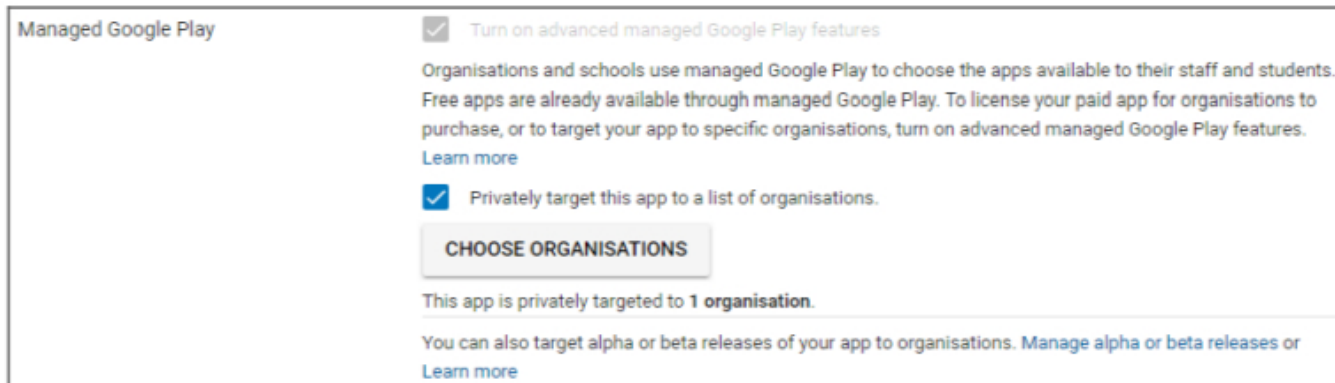 Managed Google Play
Turn on advanced managed Google Play features
Organisations and schools use managed Google Play to choose the apps available to their staff and students.
Free apps are already available through managed Google Play. To license your paid app for organisations to
purchase, or to target your app to specific organisations, turn on advanced managed Google Play features.
Learn more
Privately target this app to a list of organisations.
CHOOSE ORGANISATIONS
This app is privately targeted to 1 organisation.
You can also target alpha or beta releases of your app to organisations. Manage alpha or beta releases or
Learn more